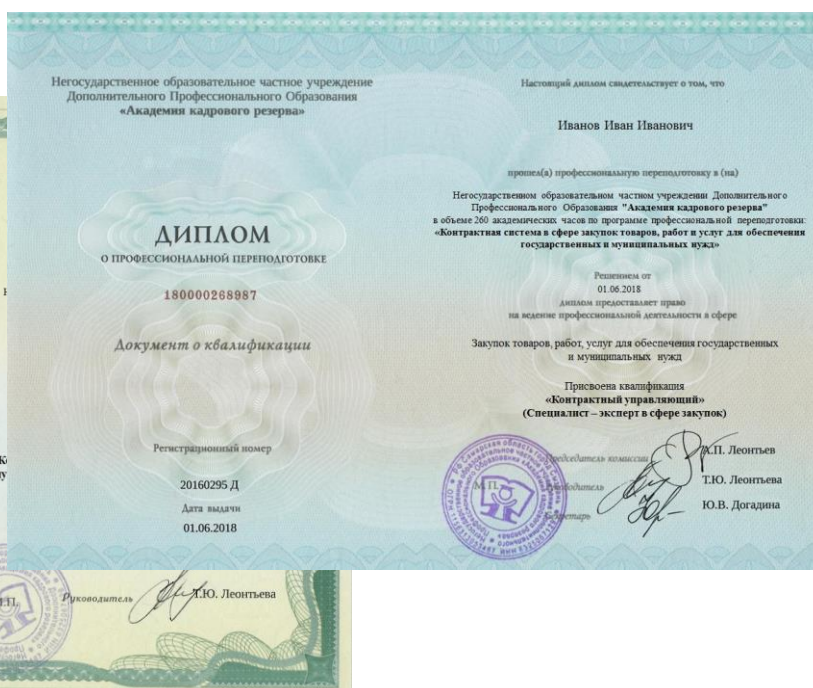 Негосударственное образовательное частное учреждение
Дополнительного Профессионального Образования
«Академия кадрового резерва»
ДИПЛОМ
О ПРОФЕССИОНАЛЬНОЙ ПЕРЕПОДГОТОВКЕ
180000268987
Документ о квалификации
Регистрационный номер
20160295 Д
Дата выдачи
01.06.2018
Настоящий диплом свидетельствует о том, что
Иванов Иван Иванович
прошел(а) профессиональную переподготовку в (на)
Негосударственном образовательном частном учреждении Дополнительного
Профессионального Образования "Академия кадрового резерва"
в объеме 260 академических часов по программе профессиональной переподготовки:
«Контрактная система в сфере закупок товаров, работ и услуг для обеспечения
государственных и муниципальных нужд»
Решением от
01.06.2018
диплом предоставляет право
на ведение профессиональной деятельности в сфере
Закупок товаров, работ, услуг для обеспечения государственных
и муниципальных нужд
Присвоена квалификация
«Контрактный управляющий»
(Специалист – эксперт в сфере закупок)
Председатель комиссии А.П. Леонтьев
М.П. Руководитель Т.Ю. Леонтьева
Секретарь Ю.В. Догадина
М.П. Руководитель Т.Ю. Леонтьева